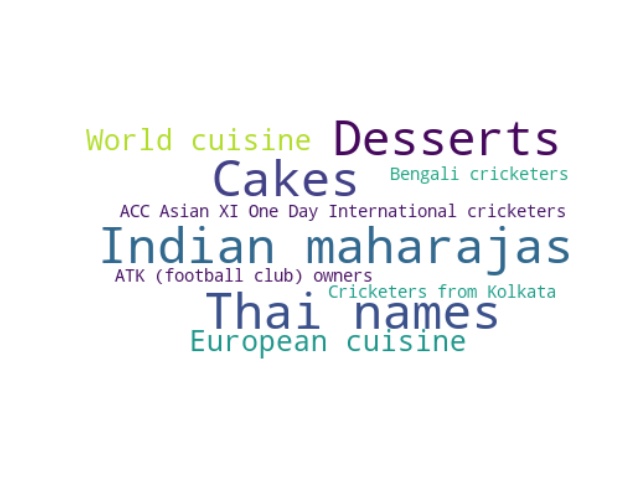 World cuisine
Desserts
Cakes
Bengali cricketers
ACC Asian XI One Day International cricketers
Indian maharajas
ATK (football club) owners
Cricketers from Kolkata
Thai names
European cuisine